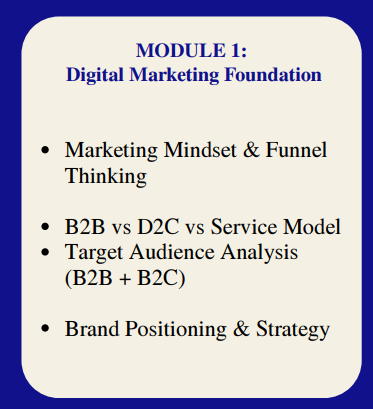 MODULE 1:
Digital Marketing Foundation
• Marketing Mindset & Funnel
Thinking
• B2B vs D2C vs Service Model
• Target Audience Analysis
(B2B + B2C)
• Brand Positioning & Strategy